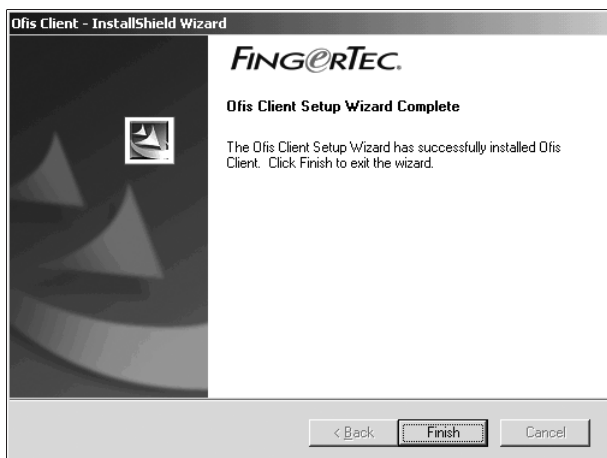 Ofis Client - InstallShield Wizard
FINGERTEC.
Ofis Client Setup Wizard Complete
The Ofis Client Setup Wizard has successfully installed Ofis
Client. Click Finish to exit the wizard.
< Back
Finish
Cancel